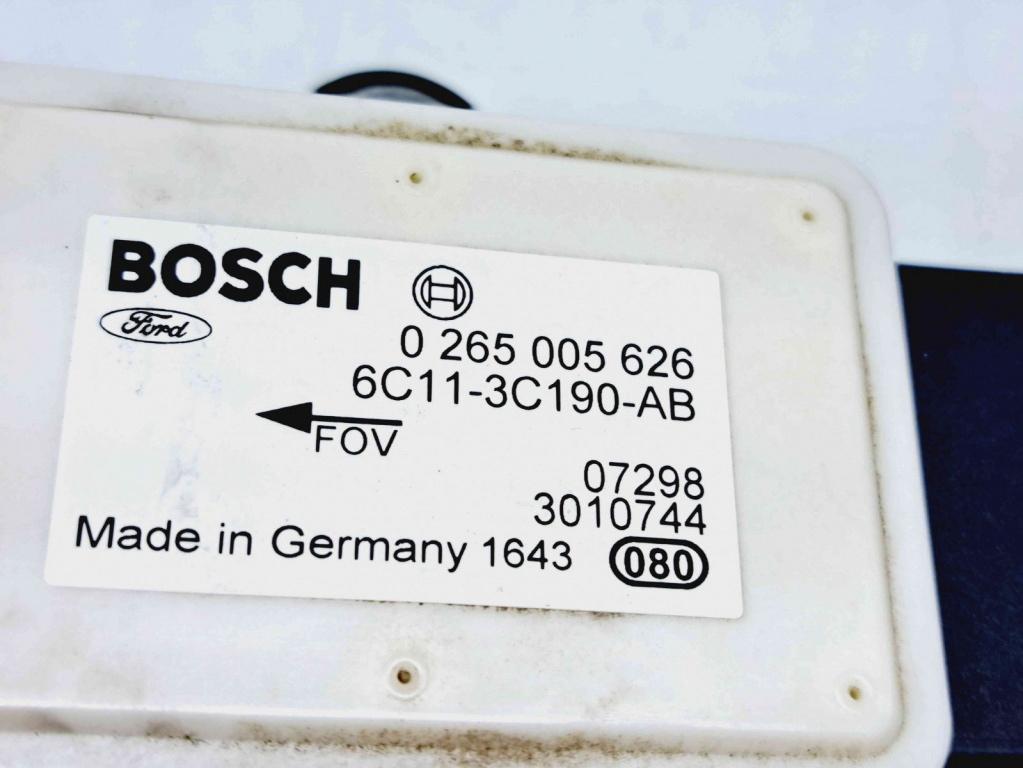 BOSCH
Ford
0 265 005 626
6C11-3C190-AB
FOV
07298
3010744
Made in Germany 1643
080